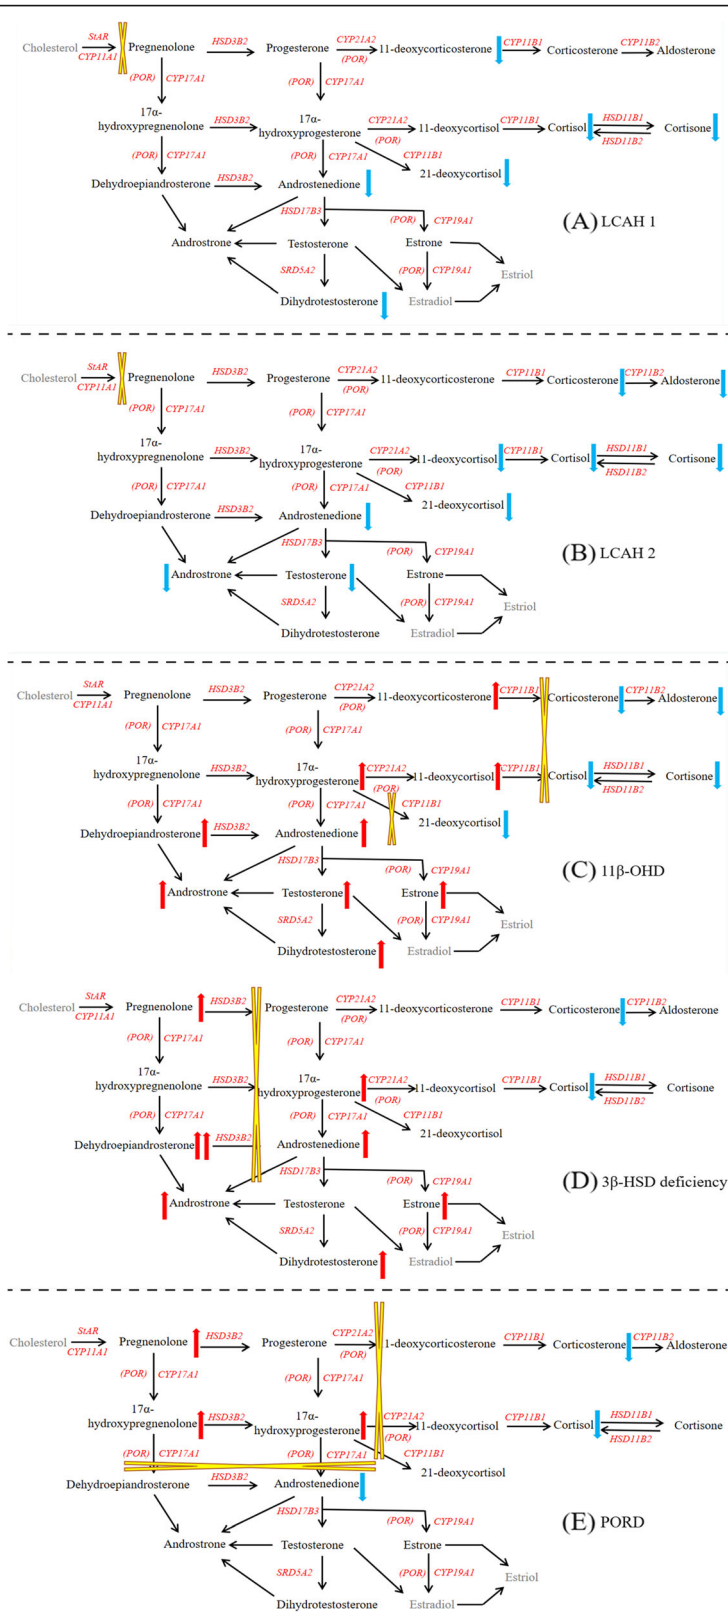 StAR HSD3B2 CYP21A2 CYP11B1 CYP11B2
Cholesterol Pregnenolone Progesterone 11-deoxycorticosterone Corticosterone Aldosterone
CYP11A1 (POR)
(POR) CYP17A1 (POR) CYP17A1
17α- 17α-
hydroxypregnenolone HSD3B2 hydroxyprogesterone CYP21A2 11-deoxycortisol CYP11B1 Cortisol HSD11B1 Cortisone
(POR) HSD11B2
(POR) CYP17A1 (POR) CYP17A1 CYP11B1
21-deoxycortisol
Dehydroepiandrosterone HSD3B2 Androstenedione
HSD17B3 (POR) CYP19A1
Androstrone Testosterone Estrone
(A) LCAH 1
SRD5A2 (POR) CYP19A1 Estriol
Dihydrotestosterone Estradiol
StAR HSD3B2 CYP21A2 CYP11B1 CYP11B2
Cholesterol Pregnenolone Progesterone 11-deoxycorticosterone Corticosterone Aldosterone
CYP11A1 (POR)
(POR) CYP17A1 (POR) CYP17A1
17α- 17α-
hydroxypregnenolone HSD3B2 hydroxyprogesterone CYP21A2 11-deoxycortisol CYP11B1 Cortisol HSD11B1 Cortisone
(POR) HSD11B2
(POR) CYP17A1 (POR) CYP17A1 CYP11B1
21-deoxycortisol
Dehydroepiandrosterone HSD3B2 Androstenedione
HSD17B3 (POR) CYP19A1
(B) LCAH 2
Androstrone Testosterone Estrone
SRD5A2 (POR) CYP19A1 Estriol
Dihydrotestosterone Estradiol
StAR HSD3B2 CYP21A2 CYP11B1 CYP11B2
Cholesterol Pregnenolone Progesterone 11-deoxycorticosterone Corticosterone Aldosterone
CYP11A1 (POR)
(POR) CYP17A1 (POR) CYP17A1
17α- 17α-
hydroxypregnenolone HSD3B2 hydroxyprogesterone CYP21A2 11-deoxycortisol CYP11B1 Cortisol HSD11B1 Cortisone
(POR) HSD11B2
(POR) CYP17A1 (POR) CYP17A1 CYP11B1
21-deoxycortisol
Dehydroepiandrosterone HSD3B2 Androstenedione
HSD17B3 (POR) CYP19A1
(C) 11β-OHD
Androstrone Testosterone Estrone
SRD5A2 (POR) CYP19A1 Estriol
Dihydrotestosterone Estradiol
StAR HSD3B2 CYP21A2 CYP11B1 CYP11B2
Cholesterol Pregnenolone Progesterone 11-deoxycorticosterone Corticosterone Aldosterone
CYP11A1 (POR)
(POR) CYP17A1 (POR) CYP17A1
17α- 17α-
hydroxypregnenolone HSD3B2 hydroxyprogesterone CYP21A2 11-deoxycortisol CYP11B1 Cortisol HSD11B1 Cortisone
(POR) HSD11B2
(POR) CYP17A1 (POR) CYP17A1 CYP11B1
21-deoxycortisol
Dehydroepiandrosterone HSD3B2 Androstenedione
HSD17B3 (POR) CYP19A1
(D) 3β-HSD deficiency
Androstrone Testosterone Estrone
SRD5A2 (POR) CYP19A1 Estriol
Dihydrotestosterone Estradiol
StAR HSD3B2 CYP21A2 CYP11B1 CYP11B2
Cholesterol Pregnenolone Progesterone 1-deoxycorticosterone Corticosterone Aldosterone
CYP11A1 (POR)
(POR) CYP17A1 (POR) CYP17A1
17α- 17α-
hydroxypregnenolone HSD3B2 hydroxyprogesterone CYP21A2 11-deoxycortisol CYP11B1 Cortisol HSD11B1 Cortisone
(POR) HSD11B2
(POR) CYP17A1 (POR) CYP17A1 CYP11B1
21-deoxycortisol
Dehydroepiandrosterone HSD3B2 Androstenedione
HSD17B3 (POR) CYP19A1
(E) PORD
Androstrone Testosterone Estrone
SRD5A2 (POR) CYP19A1 Estriol
Dihydrotestosterone Estradiol